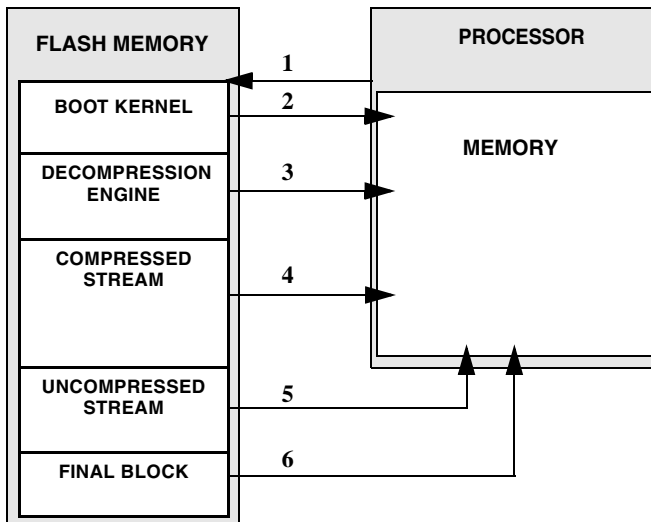 FLASH MEMORY
BOOT KERNEL
DECOMPRESSION
ENGINE
COMPRESSED
STREAM
UNCOMPRESSED
STREAM
FINAL BLOCK
1
2
3
4
5
6
PROCESSOR
MEMORY